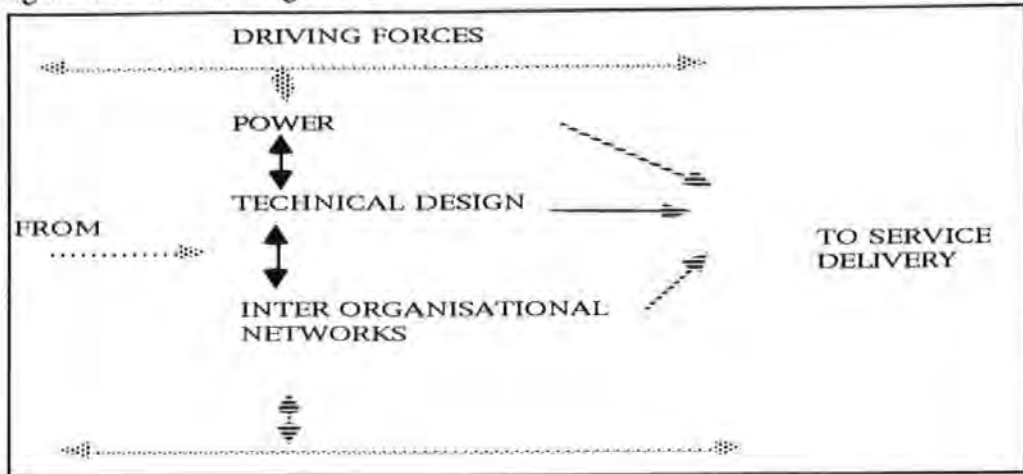 DRIVING FORCES
POWER
TECHNICAL DESIGN
FROM
TO SERVICE
DELIVERY
INTER ORGANISATIONAL
NETWORKS